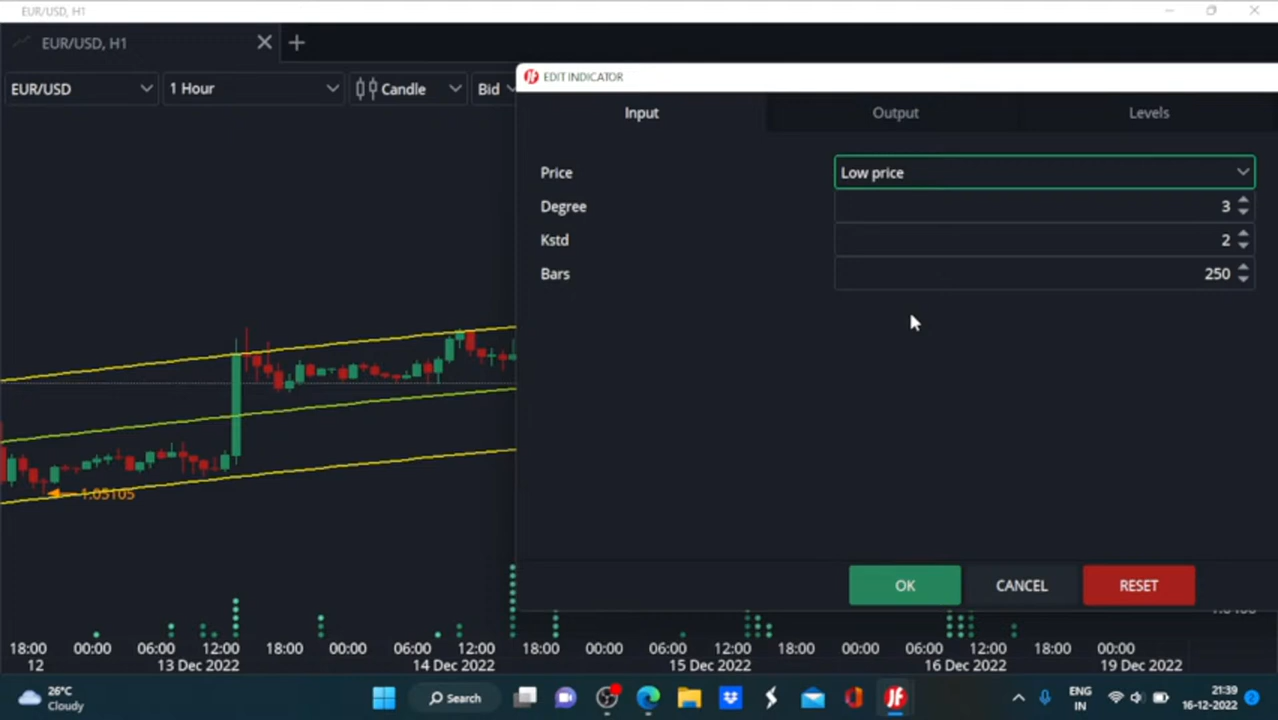 EUR/USD, H1
EUR/USD, H1
EUR/USD
1 Hour
Candle
Bid
EDIT INDICATOR
Input
Output
Levels
Price
Low price
Degree
3
Kstd
2
Bars
250
1.05105
OK
CANCEL
RESET
18:00 00:00 06:00 12:00 18:00 00:00 06:00 12:00 18:00 00:00 06:00 12:00 18:00 00:00 06:00 12:00 18:00 00:00
12 13 Dec 2022 14 Dec 2022 15 Dec 2022 16 Dec 2022 19 Dec 2022
26°C
Cloudy
Search
ENG
IN
21:39
16-12-2022
2